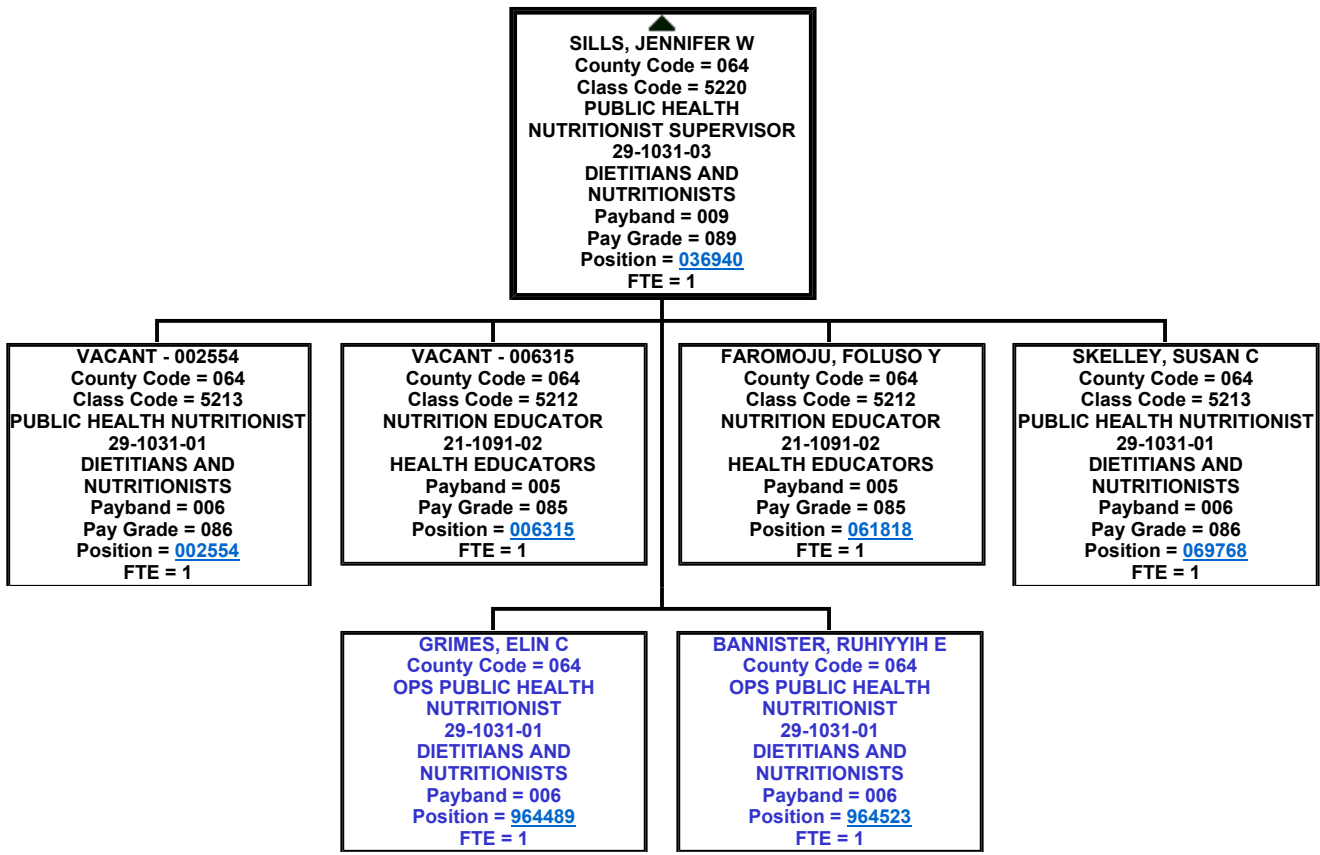 SILLS, JENNIFER W
County Code = 064
Class Code = 5220
PUBLIC HEALTH
NUTRITIONIST SUPERVISOR
29-1031-03
DIETITIANS AND
NUTRITIONISTS
Payband = 009
Pay Grade = 089
Position = 036940
FTE = 1
VACANT - 002554
County Code = 064
Class Code = 5213
PUBLIC HEALTH NUTRITIONIST
29-1031-01
DIETITIANS AND
NUTRITIONISTS
Payband = 006
Pay Grade = 086
Position = 002554
FTE = 1
VACANT - 006315
County Code = 064
Class Code = 5212
NUTRITION EDUCATOR
21-1091-02
HEALTH EDUCATORS
Payband = 005
Pay Grade = 085
Position = 006315
FTE = 1
FAROMOJU, FOLUSO Y
County Code = 064
Class Code = 5212
NUTRITION EDUCATOR
21-1091-02
HEALTH EDUCATORS
Payband = 005
Pay Grade = 085
Position = 061818
FTE = 1
SKELLEY, SUSAN C
County Code = 064
Class Code = 5213
PUBLIC HEALTH NUTRITIONIST
29-1031-01
DIETITIANS AND
NUTRITIONISTS
Payband = 006
Pay Grade = 086
Position = 069768
FTE = 1
GRIMES, ELIN C
County Code = 064
OPS PUBLIC HEALTH
NUTRITIONIST
29-1031-01
DIETITIANS AND
NUTRITIONISTS
Payband = 006
Position = 964489
FTE = 1
BANNISTER, RUHIYYIH E
County Code = 064
OPS PUBLIC HEALTH
NUTRITIONIST
29-1031-01
DIETITIANS AND
NUTRITIONISTS
Payband = 006
Position = 964523
FTE = 1